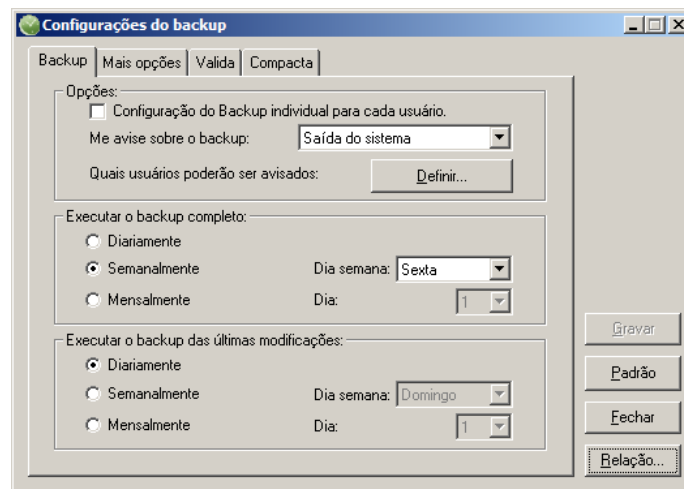 Configurações do backup
Backup Mais opções Valida Compacta
Opções:
Configuração do Backup individual para cada usuário.
Me avise sobre o backup: Saída do sistema
Quais usuários poderão ser avisados: Definir...
Executar o backup completo:
Diariamente
Semanalmente Dia semana: Sexta
Mensalmente Dia: 1
Executar o backup das últimas modificações:
Diariamente
Semanalmente Dia semana: Domingo
Mensalmente Dia: 1
Gravar
Padrão
Fechar
Relação...